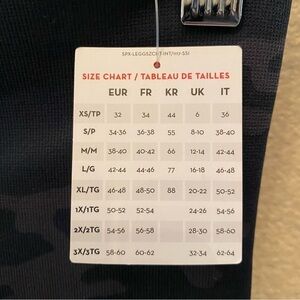 SIZE CHART / TABLEAU DE TAILLES
EUR FR KR UK IT
XS/TP 32 34 44 6 36
S/P 34-36 36-38 55 8-10 38-40
M/M 38-40 40-42 66 12-14 42-44
L/G 42-44 44-46 77 16-18 46-48
XL/TG 46-48 48-50 88 20-22 50-52
1X/1TG 50-52 52-54 24-26 54-56
2X/2TG 54-56 56-58 28-30 58-60
3X/3TG 58-60 60-62 32-34 62-64